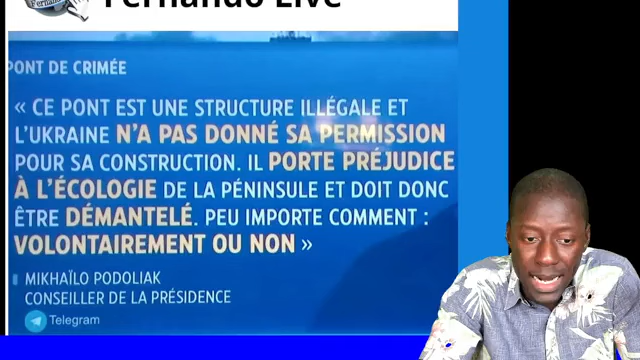 Fernando Live
Fernando
PONT DE CRIMÉE
« CE PONT EST UNE STRUCTURE ILLÉGALE ET
L'UKRAINE N'A PAS DONNÉ SA PERMISSION
POUR SA CONSTRUCTION. IL PORTE PRÉJUDICE
À L'ÉCOLOGIE DE LA PÉNINSULE ET DOIT DONC
ÊTRE DÉMANTELÉ. PEU IMPORTE COMMENT :
VOLONTAIREMENT OU NON »
MIKHAÏLO PODOLIAK
CONSEILLER DE LA PRÉSIDENCE
Telegram